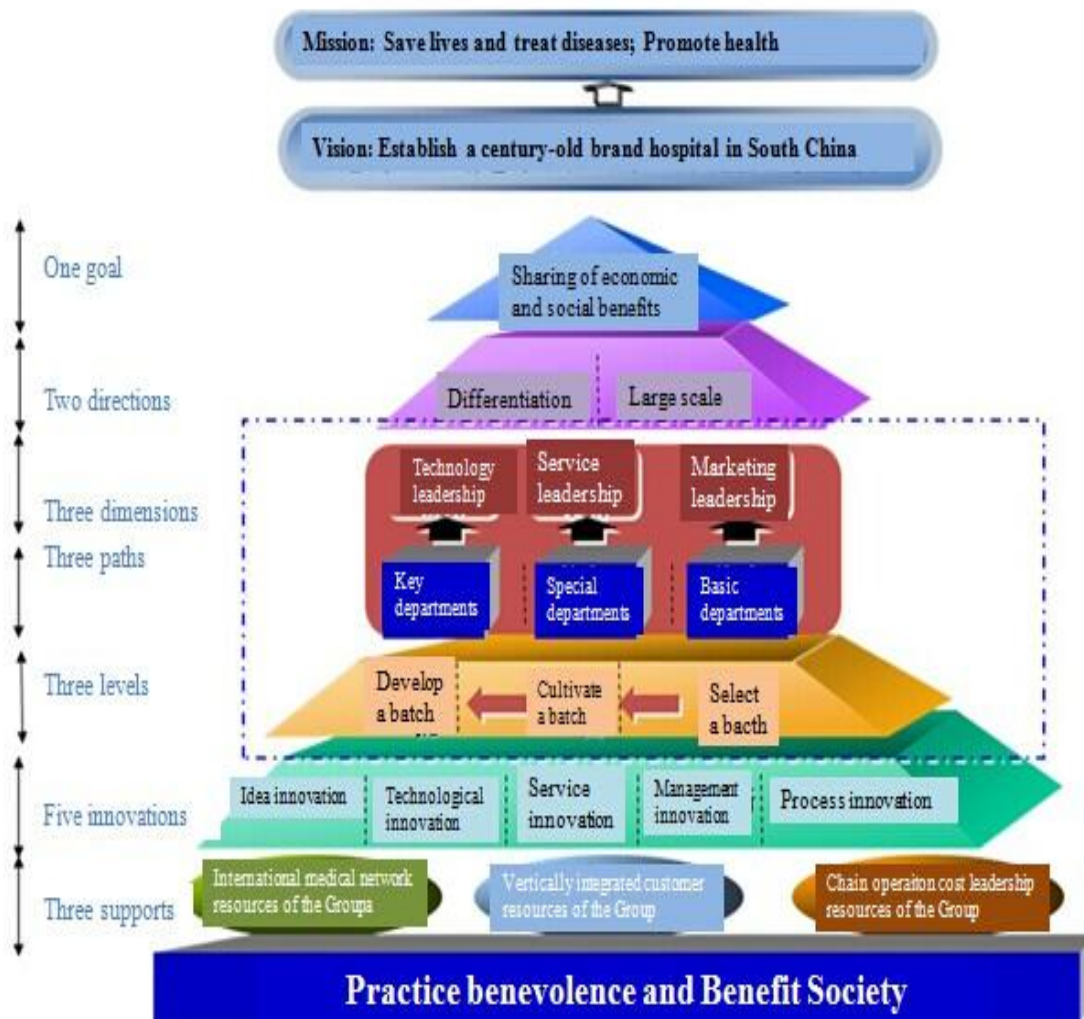 Mission: Save lives and treat diseases; Promote health
Vision: Establish a century-old brand hospital in South China
One goal
Sharing of economic
and social benefits
Two directions
Differentiation
Large scale
Three dimensions
Technology
leadership
Service
leadership
Marketing
leadership
Three paths
Key
departments
Special
departments
Basic
departments
Three levels
Develop
a batch
Cultivate
a batch
Select
a bacth
Five innovations
Idea innovation
Technological
innovation
Service
innovation
Management
innovation
Process innovation
Three supports
International medical network
resources of the Groupa
Vertically integrated customer
resources of the Group
Chain operaiton cost leadership
resources of the Group
Practice benevolence and Benefit Society